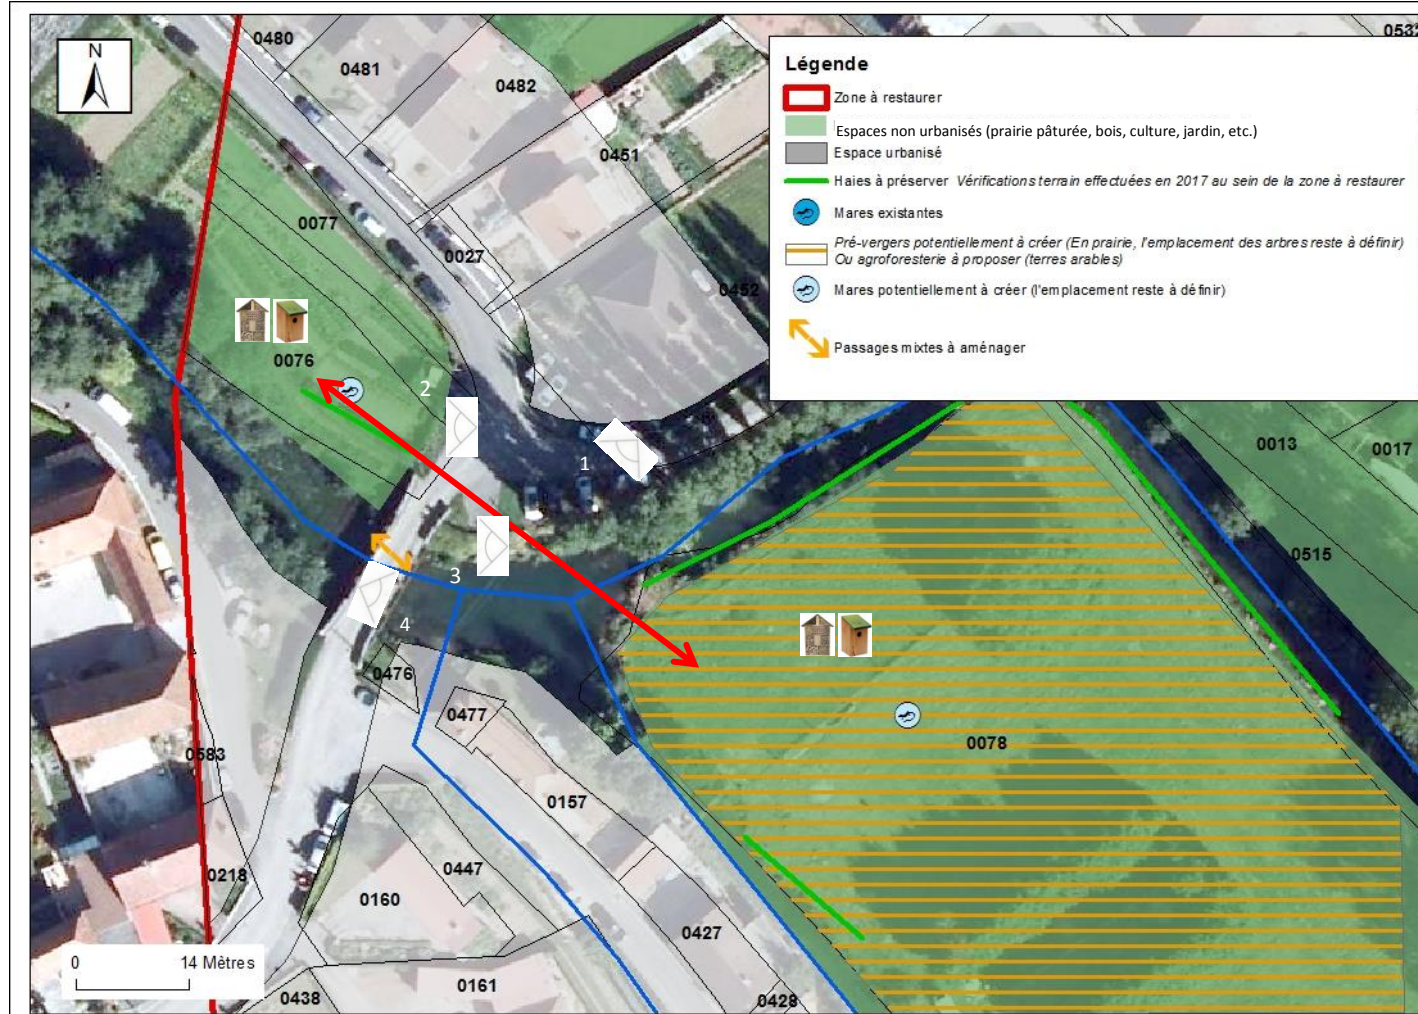 N
0480
0481
0482
0451
0532
Légende
Zone à restaurer
Espaces non urbanisés (prairie pâturée, bois, culture, jardin, etc.)
Espace urbanisé
Haies à préserver Vérifications terrain effectuées en 2017 au sein de la zone à restaurer
Mares existantes
Pré-vergers potentiellement à créer (En prairie, l'emplacement des arbres reste à définir)
Ou agroforesterie à proposer (terres arables)
Mares potentiellement à créer (l'emplacement reste à définir)
Passages mixtes à aménager
0077
0027
0452
0076
2
1
0013
0017
0515
3
4
0476
0477
0078
0583
0157
0218
0447
0160
0427
0 14 Mètres
0438
0161
0428